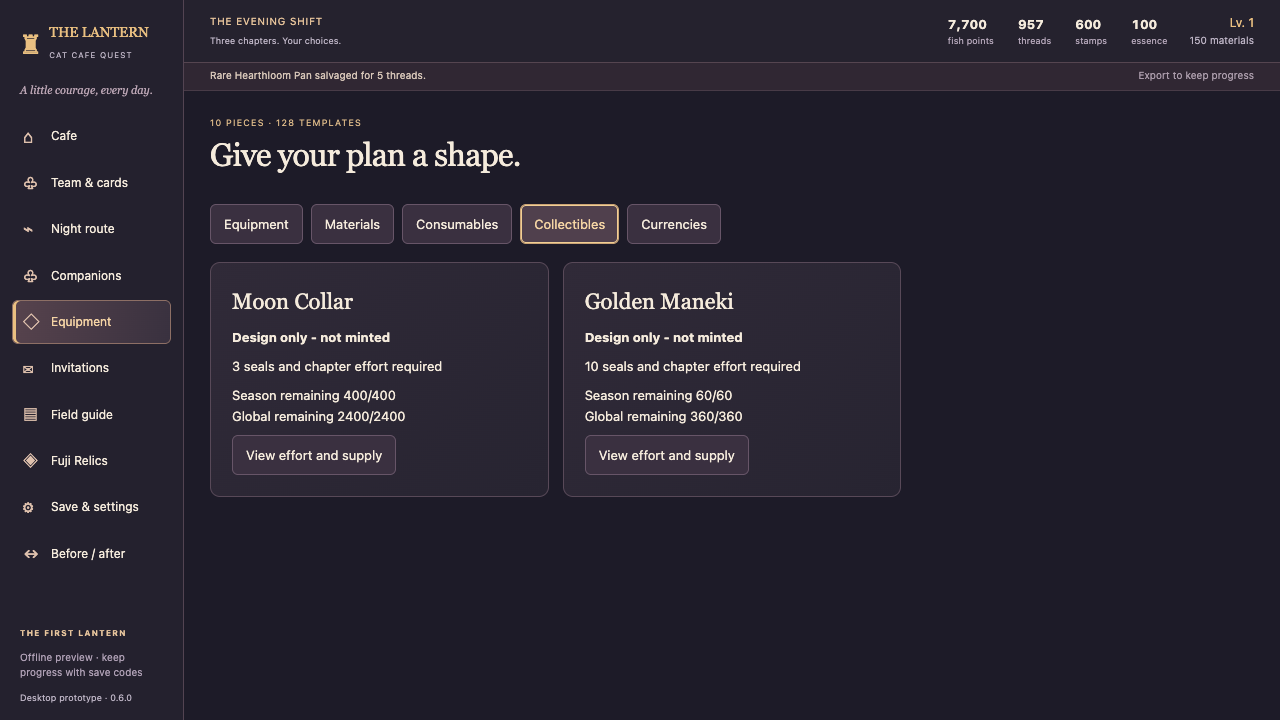 THE LANTERN
CAT CAFE QUEST
A little courage, every day.
Cafe
Team & cards
Night route
Companions
Equipment
Invitations
Field guide
Fuji Relics
Save & settings
Before / after
THE FIRST LANTERN
Offline preview · keep
progress with save codes
Desktop prototype · 0.6.0
THE EVENING SHIFT
Three chapters. Your choices.
7,700
fish points
957
threads
600
stamps
100
essence
Lv. 1
150 materials
Rare Hearthloom Pan salvaged for 5 threads.
Export to keep progress
10 PIECES · 128 TEMPLATES
Give your plan a shape.
Equipment
Materials
Consumables
Collectibles
Currencies
Moon Collar
Design only - not minted
3 seals and chapter effort required
Season remaining 400/400
Global remaining 2400/2400
View effort and supply
Golden Maneki
Design only - not minted
10 seals and chapter effort required
Season remaining 60/60
Global remaining 360/360
View effort and supply